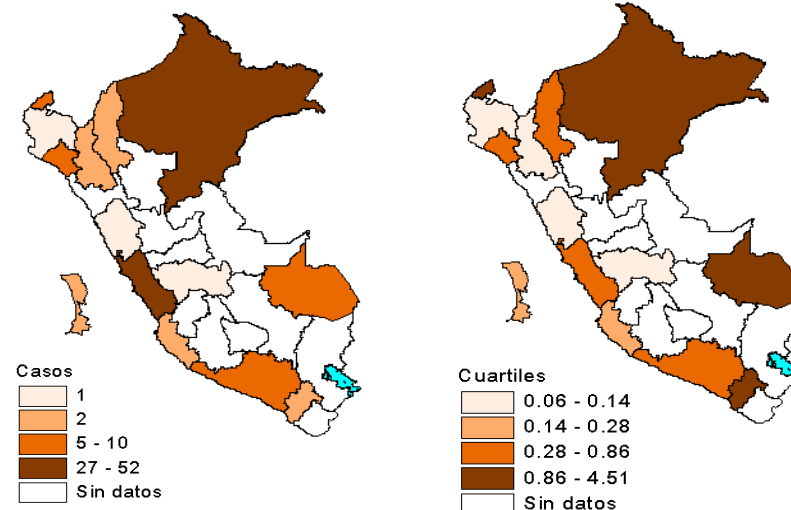 Casos
1
2
5 - 10
27 - 52
Sin datos
Cuartiles
0.06 - 0.14
0.14 - 0.28
0.28 - 0.86
0.86 - 4.51
Sin datos